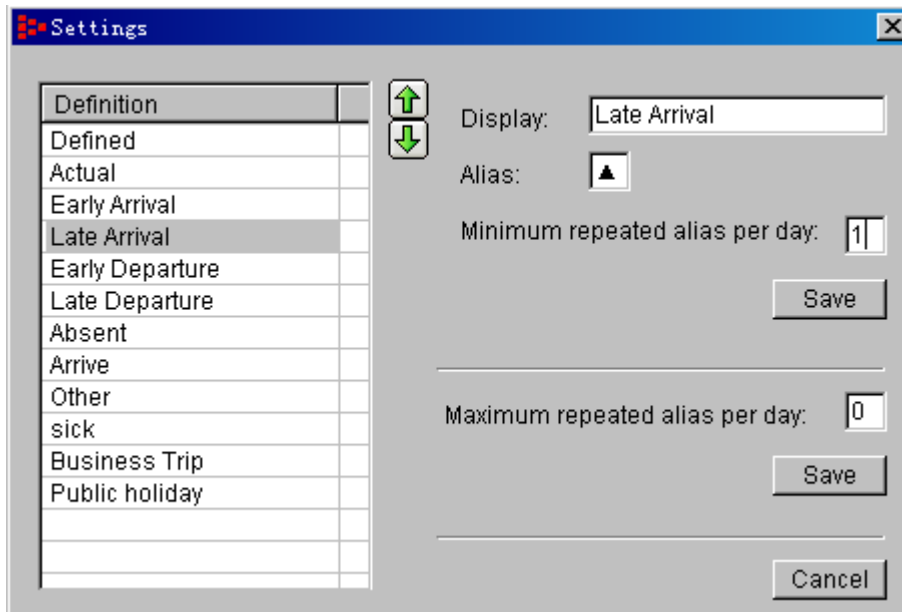 Settings
Definition
Defined
Actual
Early Arrival
Late Arrival
Early Departure
Late Departure
Absent
Arrive
Other
sick
Business Trip
Public holiday
Display: Late Arrival
Alias: ▲
Minimum repeated alias per day: 1
Save
Maximum repeated alias per day: 0
Save
Cancel